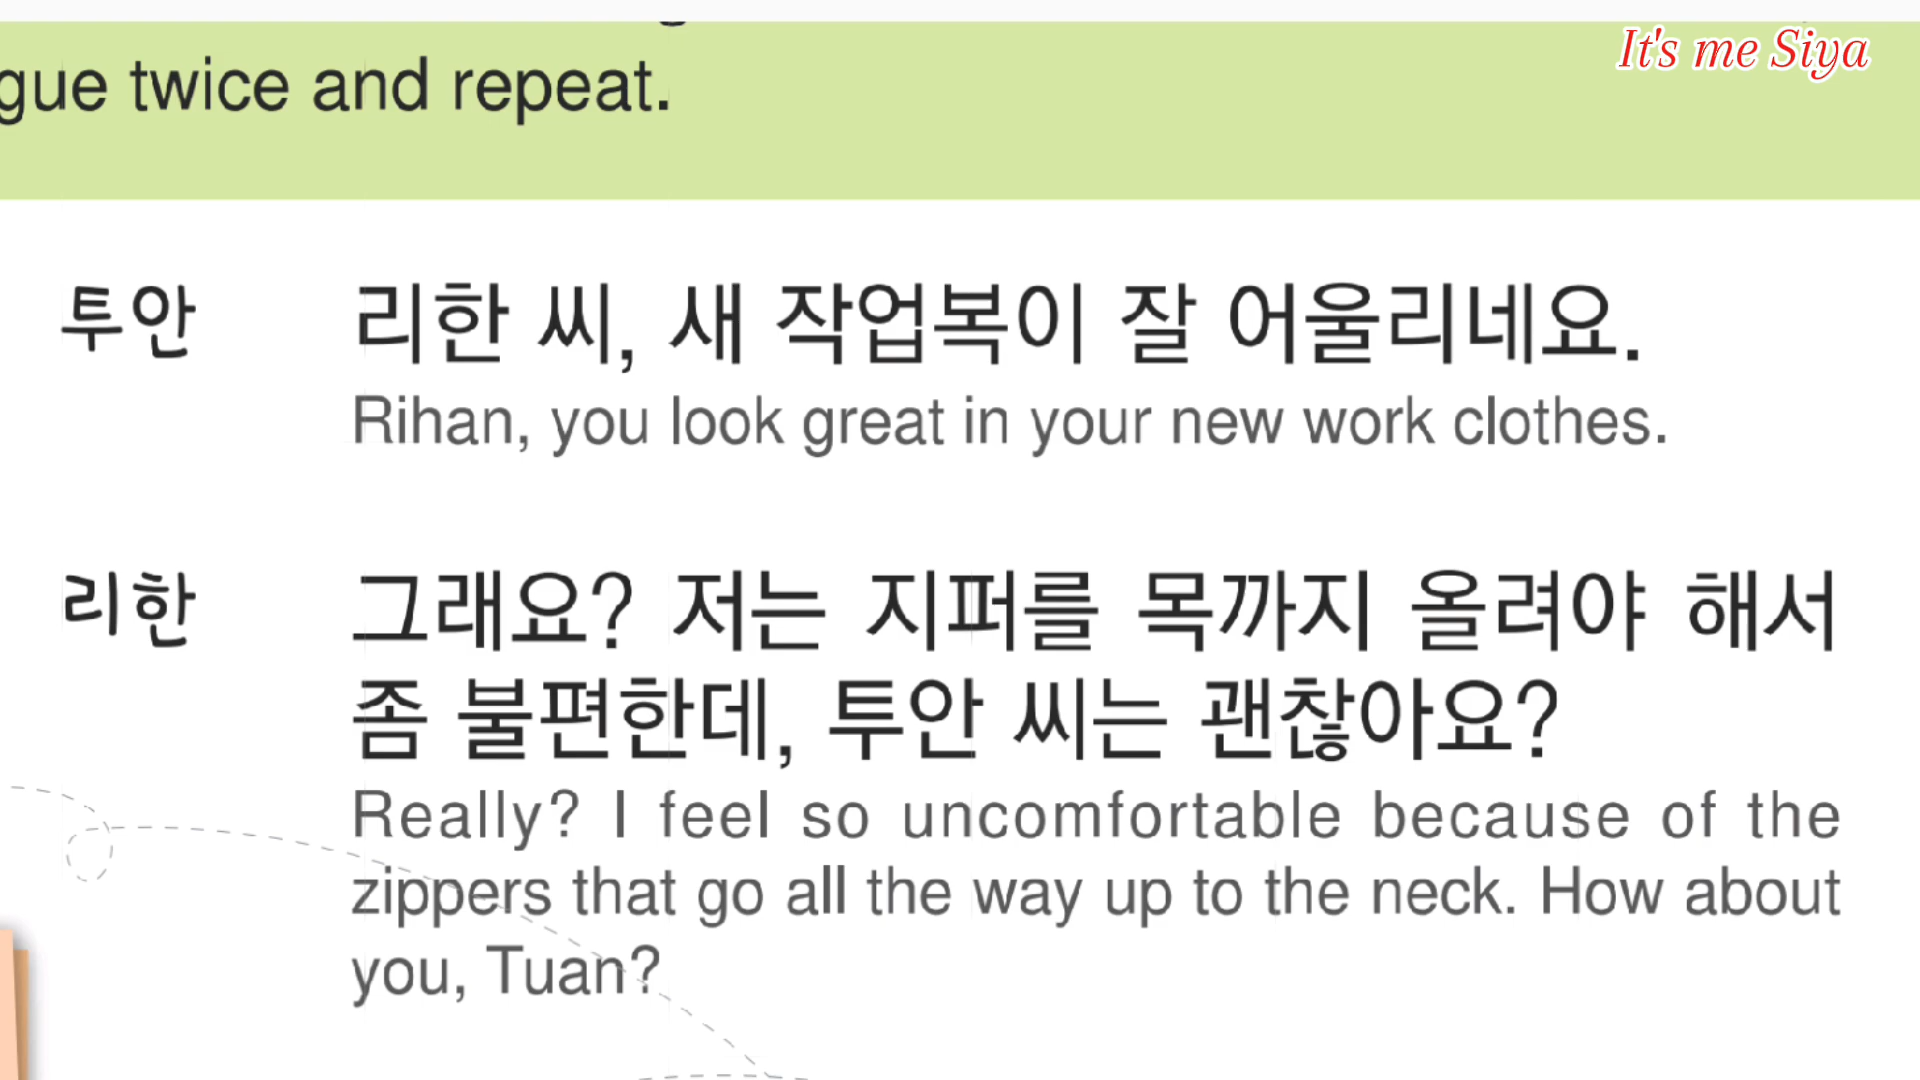 It's me Siya
gue twice and repeat.
투안 리한 씨, 새 작업복이 잘 어울리네요.
Rihan, you look great in your new work clothes.
리한 그래요? 저는 지퍼를 목까지 올려야 해서
좀 불편한데, 투안 씨는 괜찮아요?
Really? I feel so uncomfortable because of the
zippers that go all the way up to the neck. How about
you, Tuan?